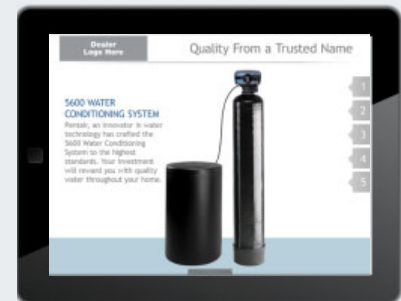 Dealer
Logo Here
Quality From a Trusted Name
5600 WATER
CONDITIONING SYSTEM
Pentair, an innovator in water
technology has crafted the
5600 Water Conditioning
System to the highest
standards. Your investment
will reward you with quality
water throughout your home.
1
2
3
4
5